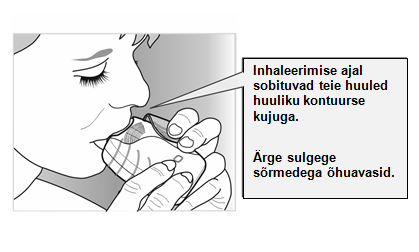 Inhaleerimise ajal
sobituvad teie huuled
huuliku kontuurse
kujuga.
Ärge sulgege
sõrmedega õhuavasid.